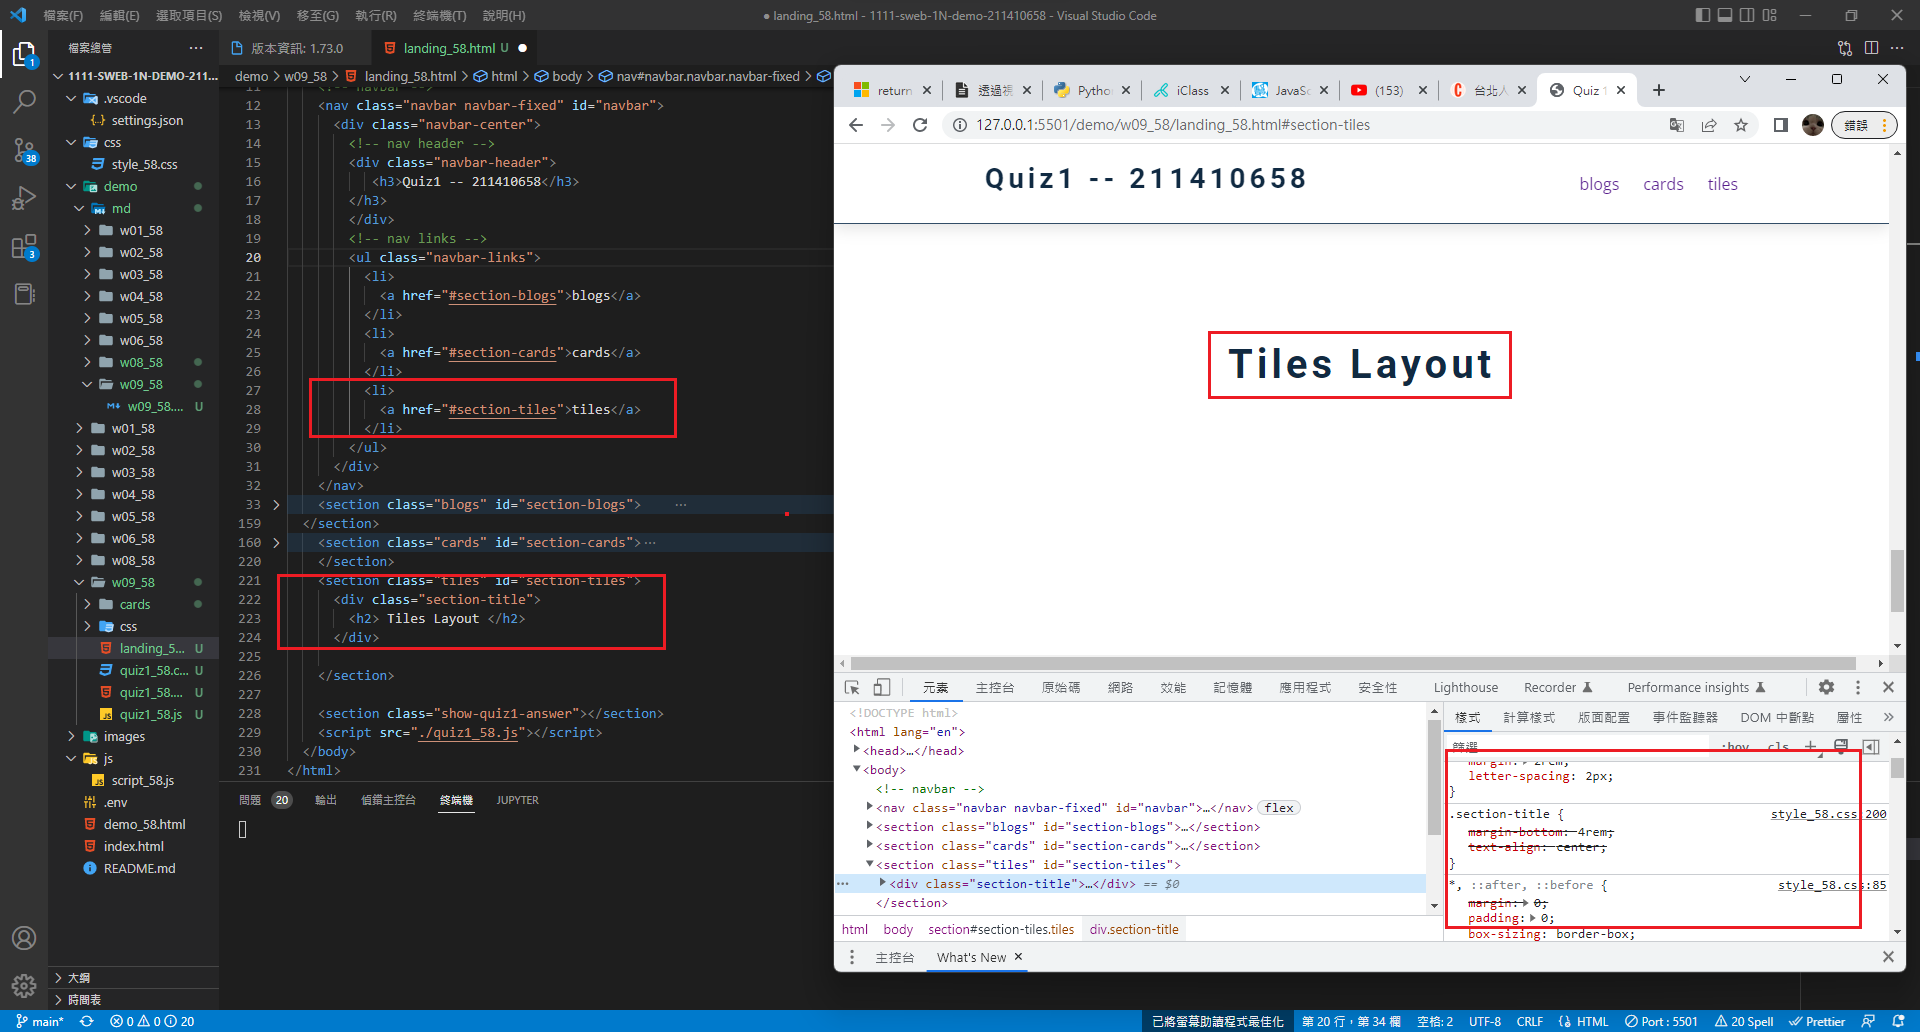 檔案(F) 編輯(E) 選取項目(S) 檢視(V) 移至(G) 執行(R) 終端機(T) 說明(H)
● landing_58.html - 1111-sweb-1N-demo-211410658 - Visual Studio Code
檔案總管 ···
1111-SWEB-1N-DEMO-211...
.vscode
settings.json
css
style_58.css
demo
md
w01_58
w02_58
w03_58
w04_58
w05_58
w06_58
w08_58
w09_58
w09_58.... U
w01_58
w02_58
w03_58
w04_58
w05_58
w06_58
w08_58
w09_58
cards
css
landing_5... U
quiz1_58.c... U
quiz1_58.... U
quiz1_58.js U
images
js
script_58.js
.env
demo_58.html
index.html
README.md
大綱
時間表
1
38
3
版本資訊: 1.73.0
landing_58.html U ●
demo > w09_58 > landing_58.html > html > body > nav#navbar.navbar.navbar-fixed >
11 <!-- navbar -->
12 <nav class="navbar navbar-fixed" id="navbar">
13 <div class="navbar-center">
14 <!-- nav header -->
15 <div class="navbar-header">
16 <h3>Quiz1 -- 211410658</h3>
17 </h3>
18 </div>
19 <!-- nav links -->
20 <ul class="navbar-links">
21 <li>
22 <a href="#section-blogs">blogs</a>
23 </li>
24 <li>
25 <a href="#section-cards">cards</a>
26 </li>
27 <li>
28 <a href="#section-tiles">tiles</a>
29 </li>
30 </ul>
31 </div>
32 </nav>
33 <section class="blogs" id="section-blogs"> ···
159 </section>
160 <section class="cards" id="section-cards">···
220 </section>
221 <section class="tiles" id="section-tiles">
222 <div class="section-title">
223 <h2> Tiles Layout </h2>
224 </div>
225
226 </section>
227
228 <section class="show-quiz1-answer"></section>
229 <script src="./quiz1_58.js"></script>
230 </body>
231 </html>
問題 20 輸出 偵錯主控台 終端機 JUPYTER
return
透過視
Pytho
iClass
JavaSc
(153)
台北人
Quiz 1
127.0.0.1:5501/demo/w09_58/landing_58.html#section-tiles
錯誤
Quiz1 -- 211410658
blogs cards tiles
Tiles Layout
元素 主控台 原始碼 網路 效能 記憶體 應用程式 安全性 Lighthouse Recorder Performance insights
<!DOCTYPE html>
<html lang="en">
<head>…</head>
<body>
<!-- navbar -->
<nav class="navbar navbar-fixed" id="navbar">…</nav> flex
<section class="blogs" id="section-blogs">…</section>
<section class="cards" id="section-cards">…</section>
<section class="tiles" id="section-tiles">
<div class="section-title">…</div> == $0
</section>
html body section#section-tiles.tiles div.section-title
樣式 計算樣式 版面配置 事件監聽器 DOM 中斷點 屬性 »
篩選 :hov .cls +
margin: 2rem;
letter-spacing: 2px;
}
.section-title { style_58.css:200
margin-bottom: 4rem;
text-align: center;
}
*, ::after, ::before { style_58.css:85
margin: 0;
padding: 0;
box-sizing: border-box;
主控台 What's New
main* 0 0 20
已將螢幕助讀程式最佳化 第 20 行，第 34 欄 空格: 2 UTF-8 CRLF HTML Port : 5501 20 Spell Prettier